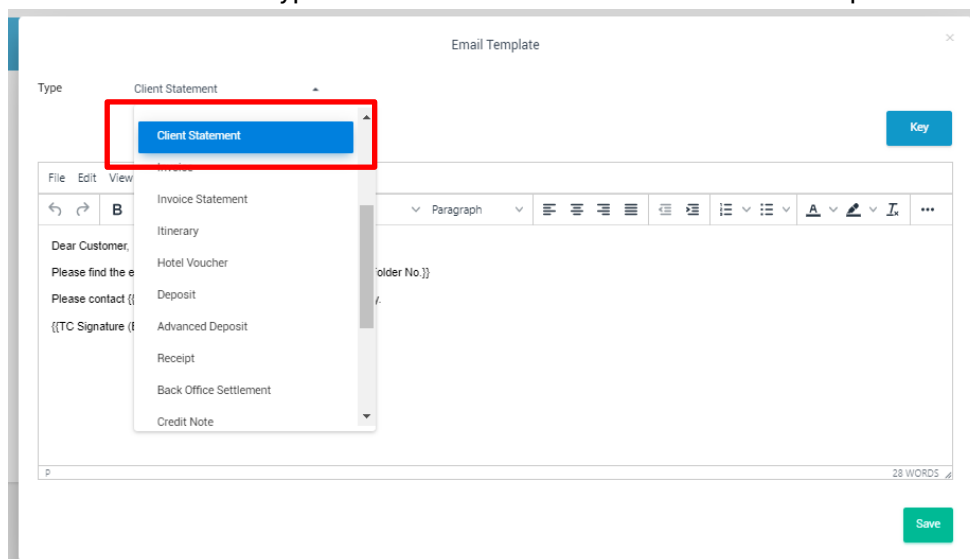 Email Template
Type Client Statement
Client Statement
Key
Invoice
File Edit View
Invoice Statement
B Paragraph A
Itinerary
Dear Customer,
Hotel Voucher
Please find the e older No.}}
Deposit
Please contact {{ y.
Advanced Deposit
{{TC Signature (E
Receipt
Back Office Settlement
Credit Note
P 28 WORDS
Save